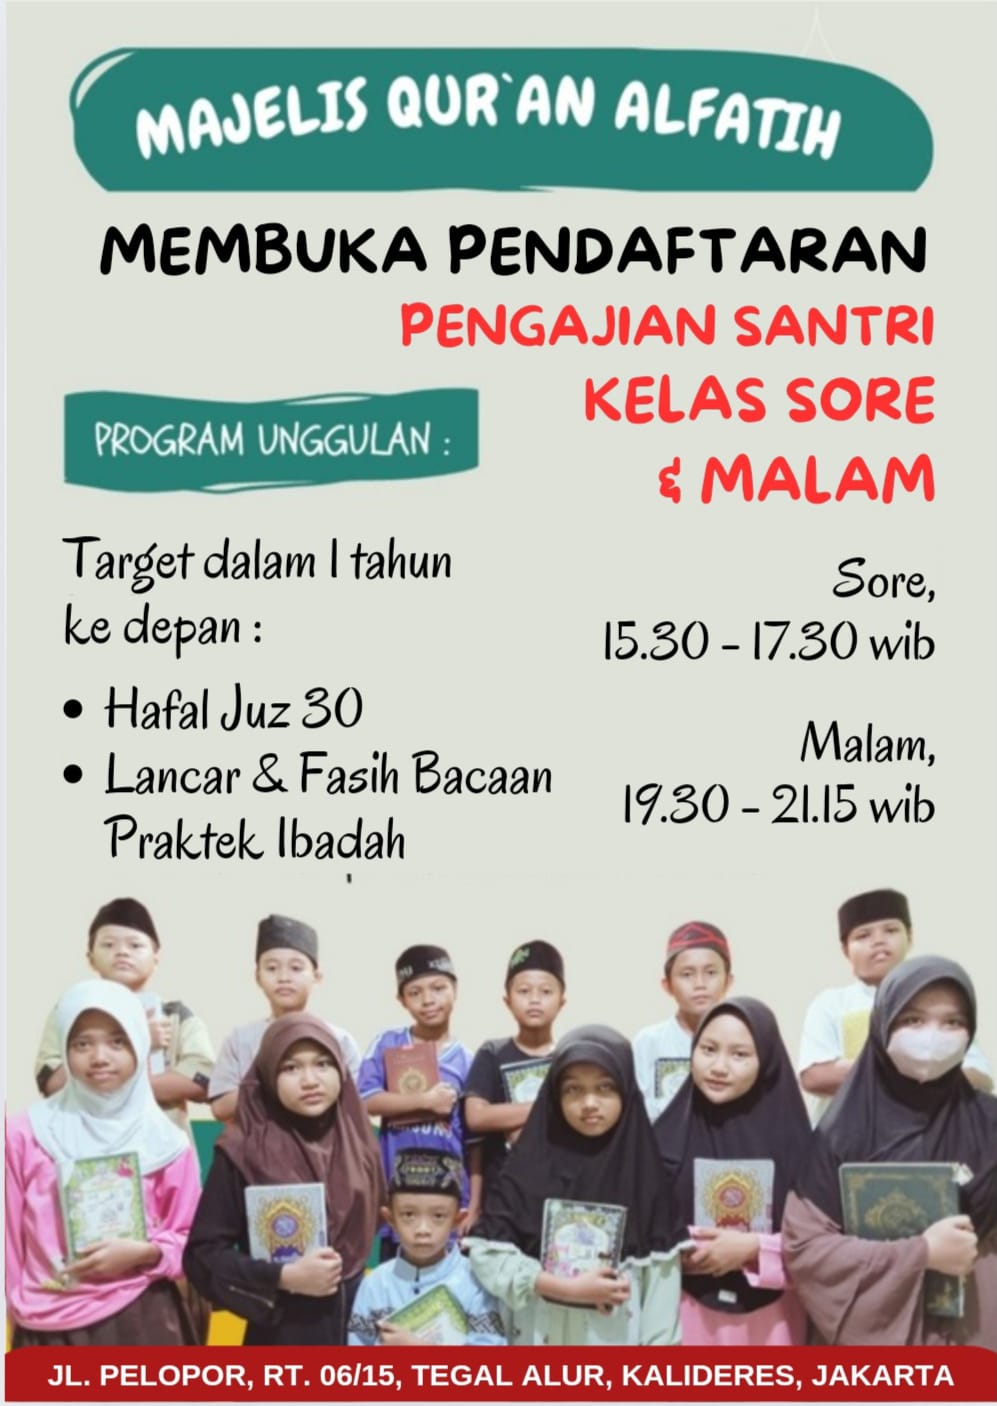 MAJELIS QUR`AN ALFATIH
MEMBUKA PENDAFTARAN
PENGAJIAN SANTRI
KELAS SORE
& MALAM
PROGRAM UNGGULAN :
Target dalam 1 tahun
ke depan :
• Hafal Juz 30
• Lancar & Fasih Bacaan
Praktek Ibadah
Sore,
15.30 - 17.30 wib
Malam,
19.30 - 21.15 wib
JL. PELOPOR, RT. 06/15, TEGAL ALUR, KALIDERES, JAKARTA